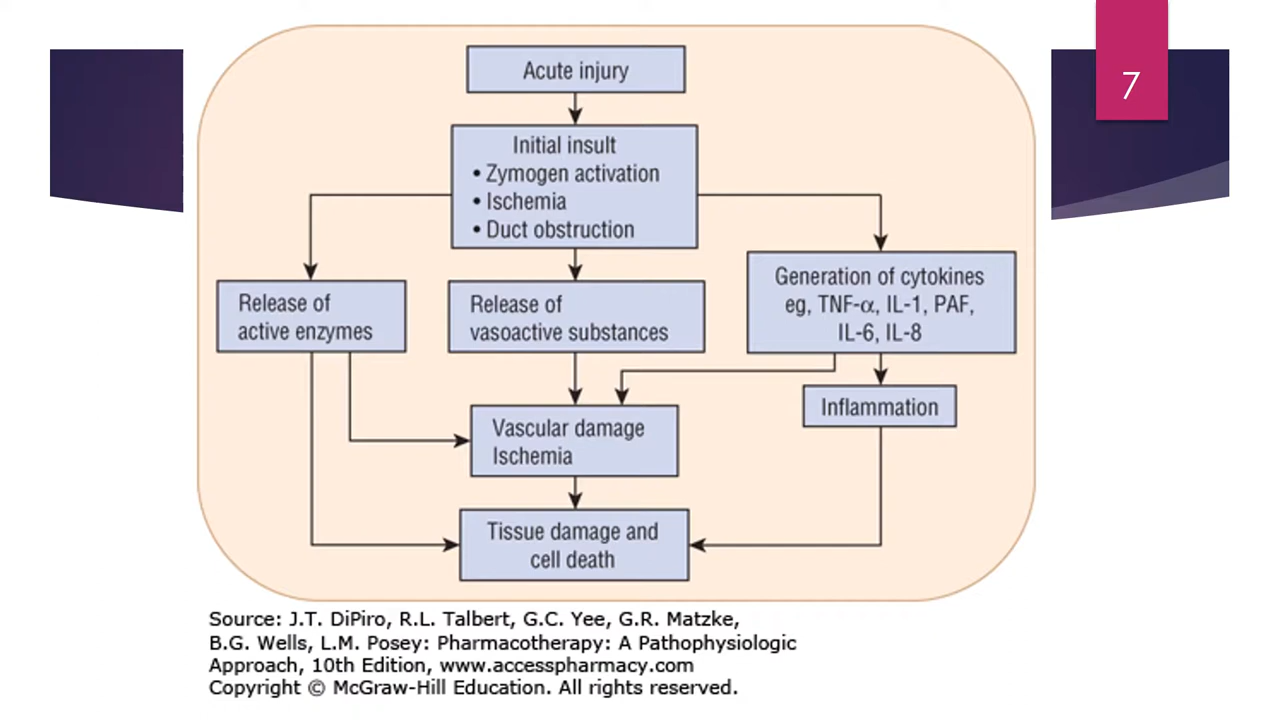 7
Acute injury
Initial insult
• Zymogen activation
• Ischemia
• Duct obstruction
Release of
active enzymes
Release of
vasoactive substances
Generation of cytokines
eg, TNF-α, IL-1, PAF,
IL-6, IL-8
Inflammation
Vascular damage
Ischemia
Tissue damage and
cell death
Source: J.T. DiPiro, R.L. Talbert, G.C. Yee, G.R. Matzke,
B.G. Wells, L.M. Posey: Pharmacotherapy: A Pathophysiologic
Approach, 10th Edition, www.accesspharmacy.com
Copyright © McGraw-Hill Education. All rights reserved.